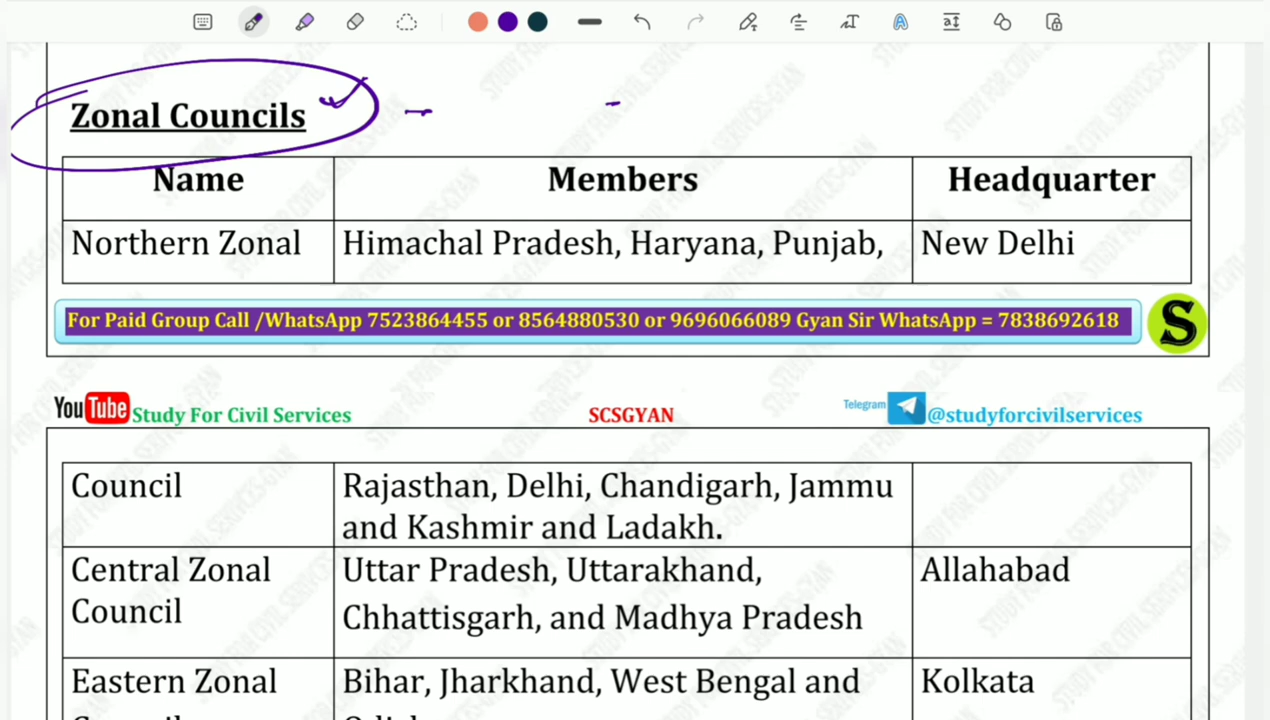 Zonal Councils
Name Members Headquarter
Northern Zonal Himachal Pradesh, Haryana, Punjab, New Delhi
For Paid Group Call /WhatsApp 7523864455 or 8564880530 or 9696066089 Gyan Sir WhatsApp = 7838692618
S
YouTube Study For Civil Services SCSGYAN Telegram @studyforcivilservices
Council Rajasthan, Delhi, Chandigarh, Jammu
and Kashmir and Ladakh.
Central Zonal Uttar Pradesh, Uttarakhand, Allahabad
Council Chhattisgarh, and Madhya Pradesh
Eastern Zonal Bihar, Jharkhand, West Bengal and Kolkata